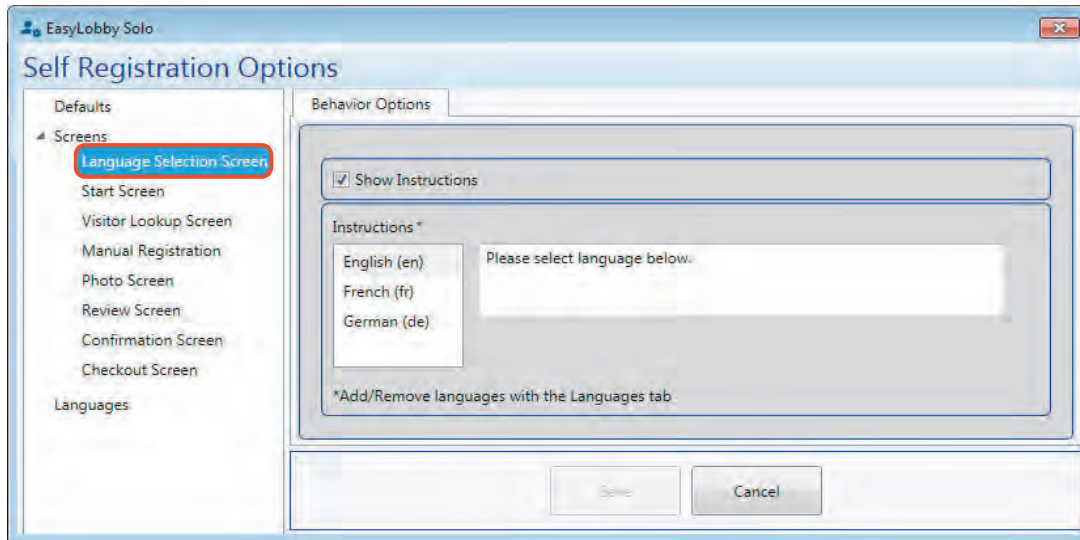 EasyLobby Solo
Self Registration Options
Defaults
Screens
Language Selection Screen
Start Screen
Visitor Lookup Screen
Manual Registration
Photo Screen
Review Screen
Confirmation Screen
Checkout Screen
Languages
Behavior Options
Show Instructions
Instructions*
English (en)
French (fr)
German (de)
Please select language below.
*Add/Remove languages with the Languages tab
Save
Cancel